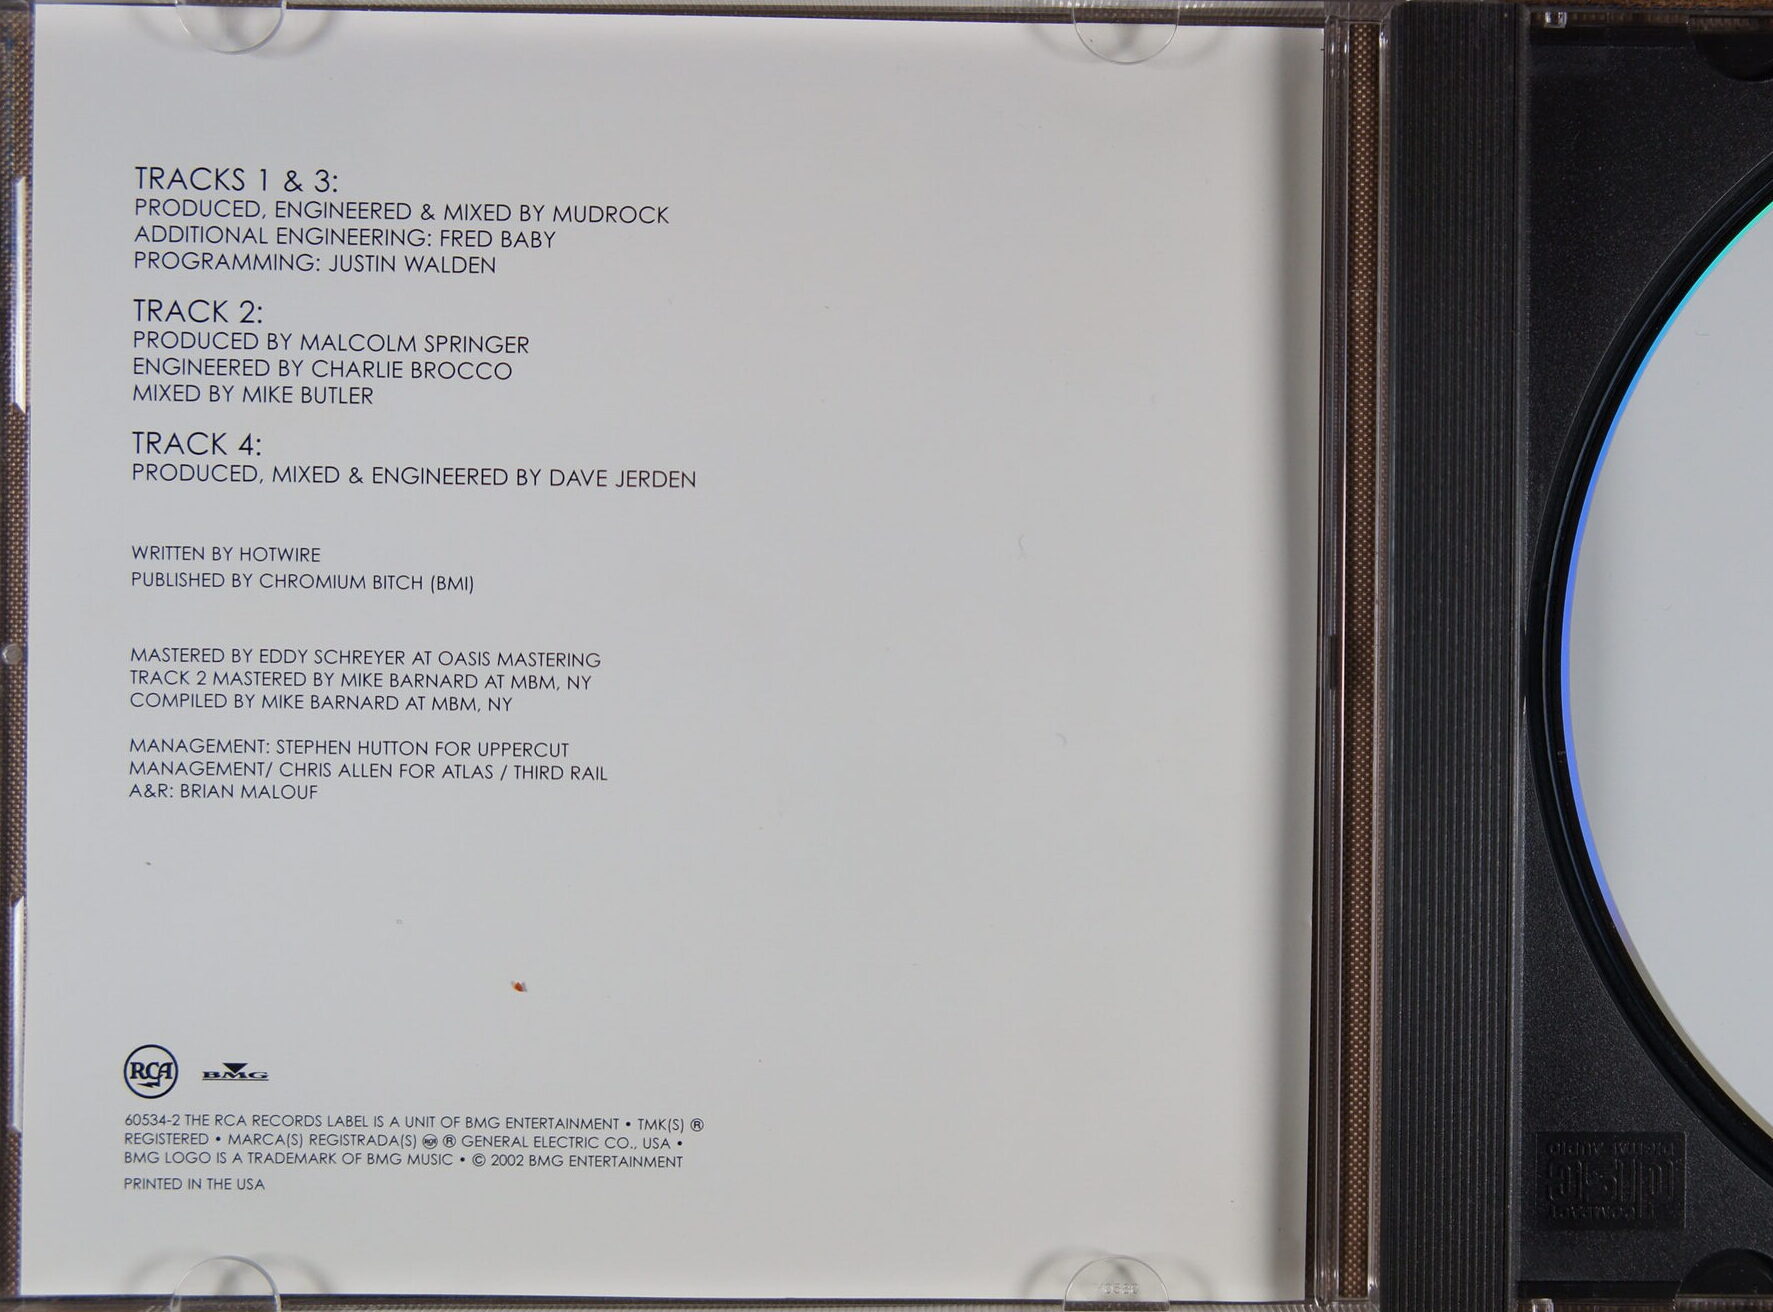 TRACKS 1 & 3:
PRODUCED, ENGINEERED & MIXED BY MUDROCK
ADDITIONAL ENGINEERING: FRED BABY
PROGRAMMING: JUSTIN WALDEN
TRACK 2:
PRODUCED BY MALCOLM SPRINGER
ENGINEERED BY CHARLIE BROCCO
MIXED BY MIKE BUTLER
TRACK 4:
PRODUCED, MIXED & ENGINEERED BY DAVE JERDEN
WRITTEN BY HOTWIRE
PUBLISHED BY CHROMIUM BITCH (BMI)
MASTERED BY EDDY SCHREYER AT OASIS MASTERING
TRACK 2 MASTERED BY MIKE BARNARD AT MBM, NY
COMPILED BY MIKE BARNARD AT MBM, NY
MANAGEMENT: STEPHEN HUTTON FOR UPPERCUT
MANAGEMENT/ CHRIS ALLEN FOR ATLAS / THIRD RAIL
A&R: BRIAN MALOUF
RCA BMG
60534-2 THE RCA RECORDS LABEL IS A UNIT OF BMG ENTERTAINMENT • TMK(S) ®
REGISTERED • MARCA(S) REGISTRADA(S) RCA ® GENERAL ELECTRIC CO., USA •
BMG LOGO IS A TRADEMARK OF BMG MUSIC • © 2002 BMG ENTERTAINMENT
PRINTED IN THE USA
COMPACT
disc
DIGITAL AUDIO